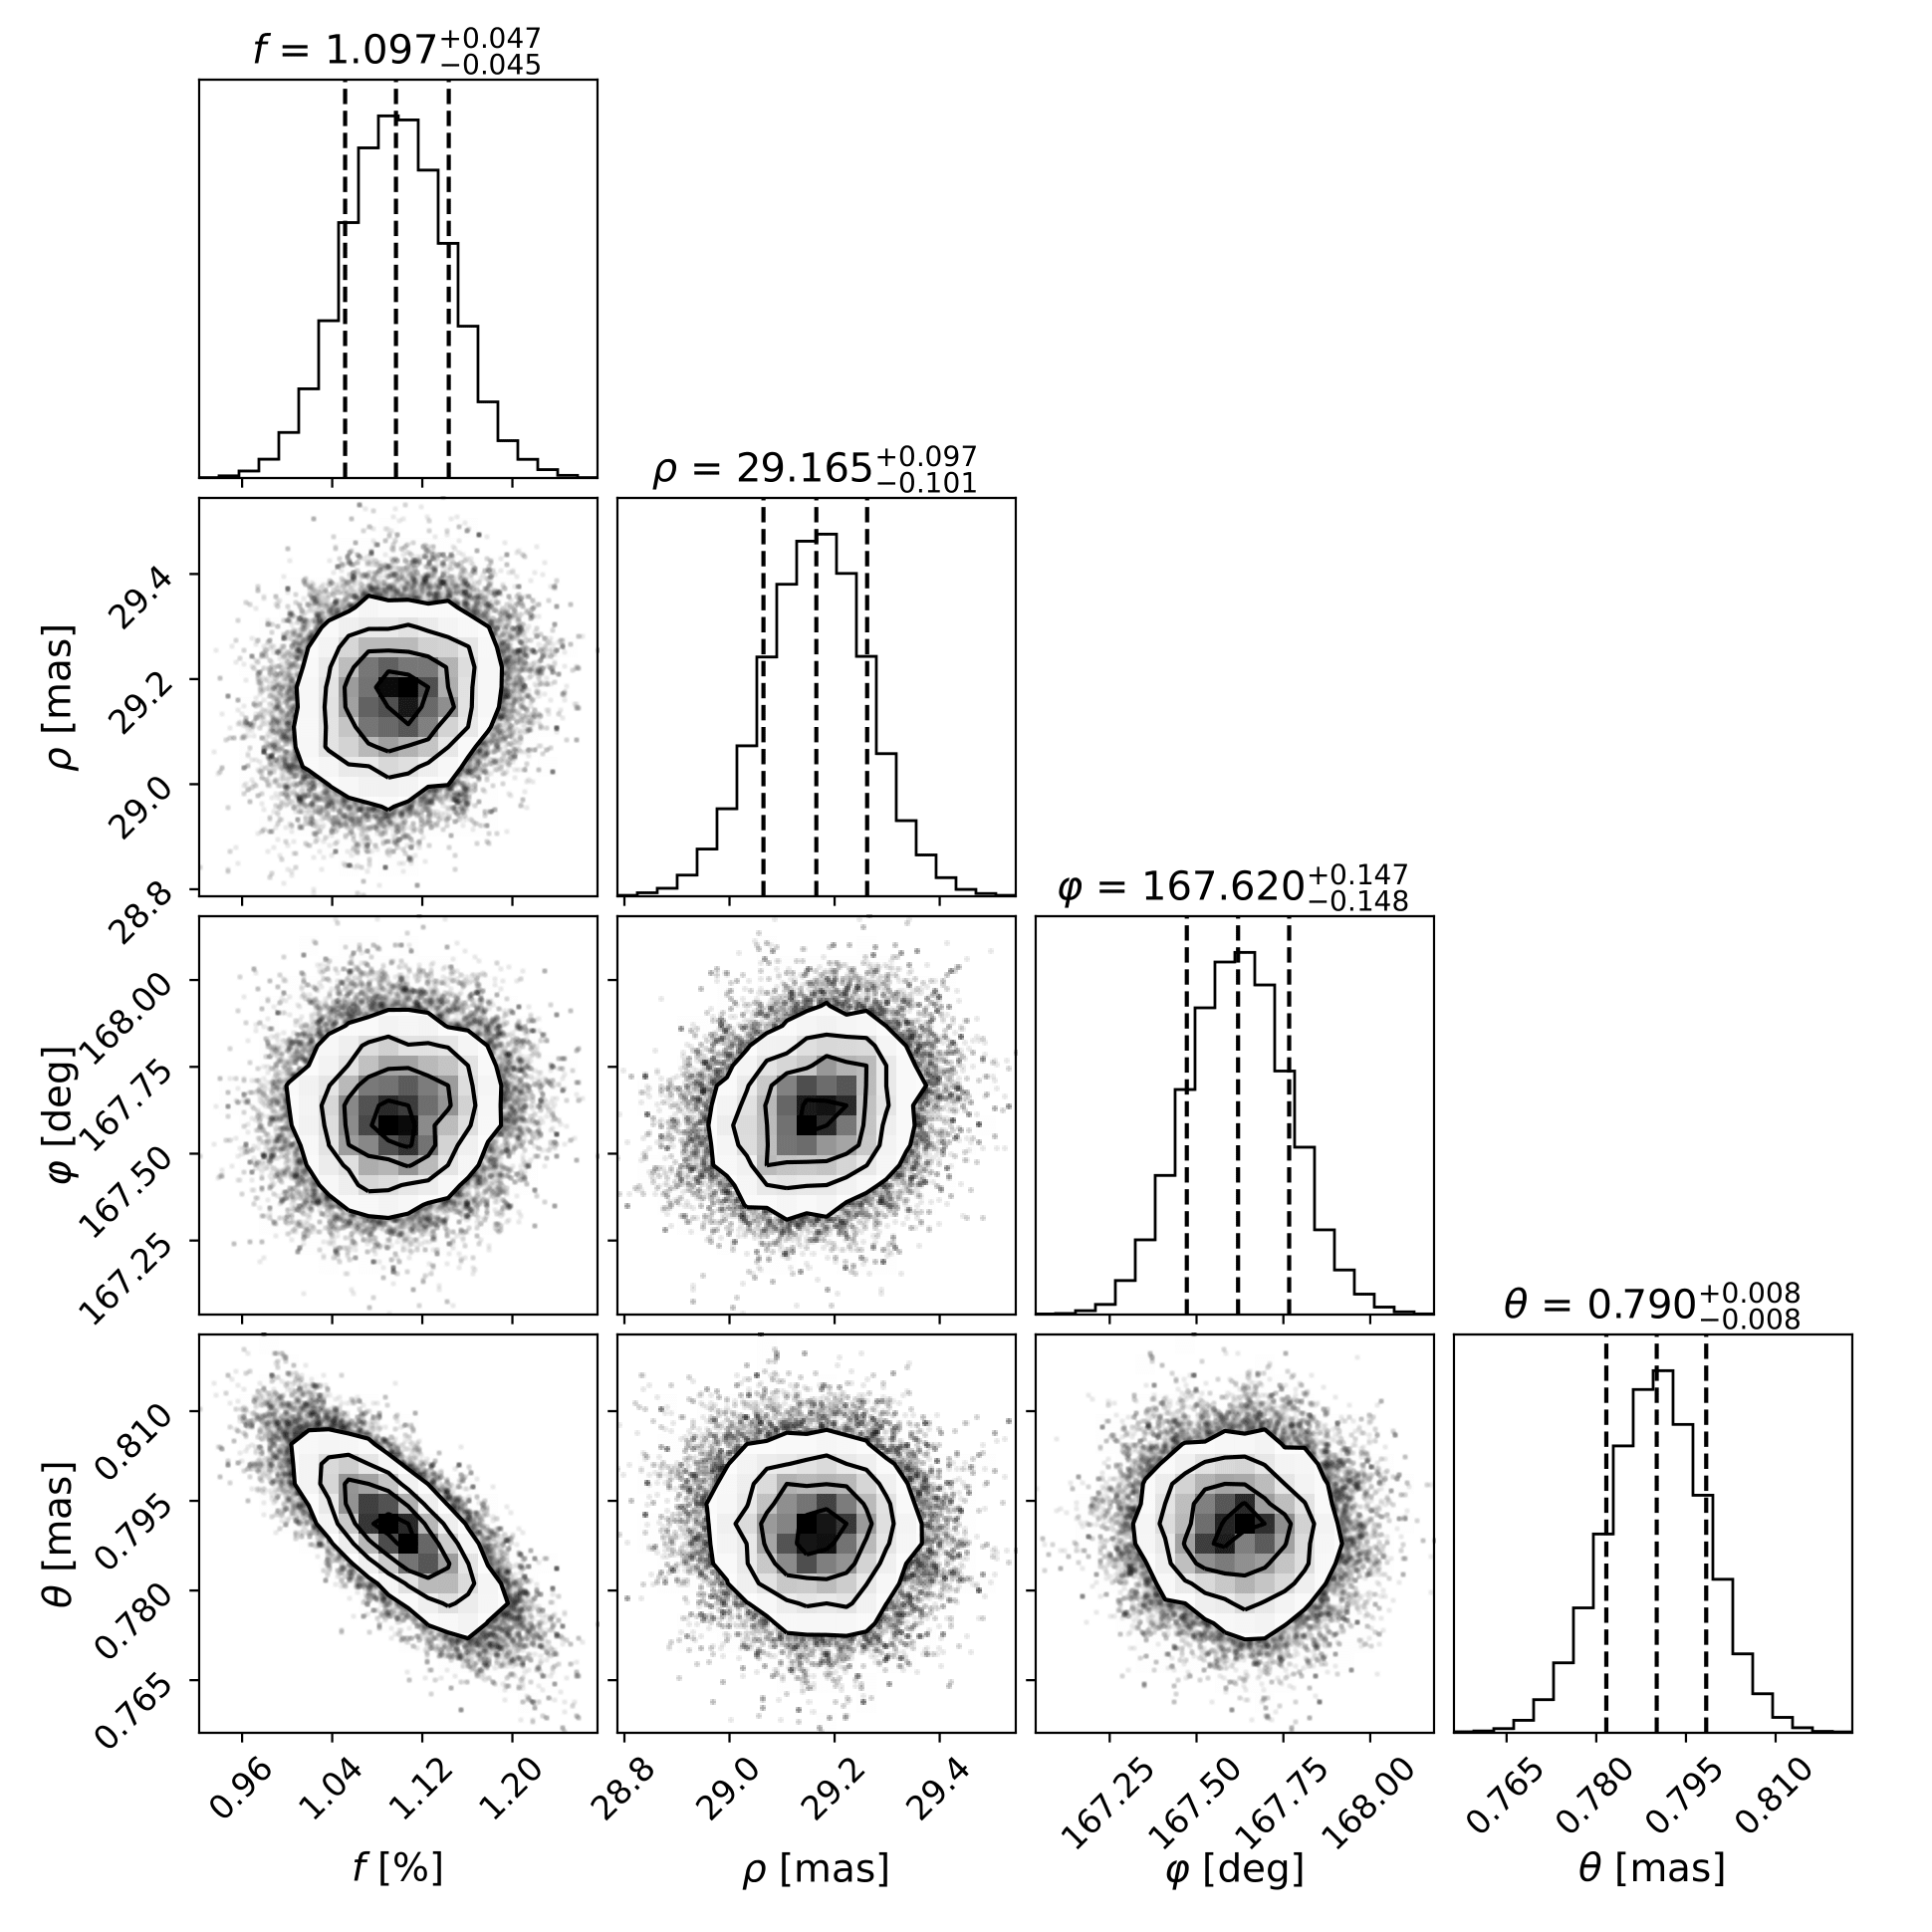 f = 1.097 +0.047 −0.045
ρ = 29.165 +0.097 −0.101
φ = 167.620 +0.147 −0.148
θ = 0.790 +0.008 −0.008
ρ [mas]
29.4
29.2
29.0
28.8
φ [deg]
168.00
167.75
167.50
167.25
θ [mas]
0.810
0.795
0.780
0.765
0.96 1.04 1.12 1.20 28.8 29.0 29.2 29.4 167.25 167.50 167.75 168.00 0.765 0.780 0.795 0.810
f [%] ρ [mas] φ [deg] θ [mas]